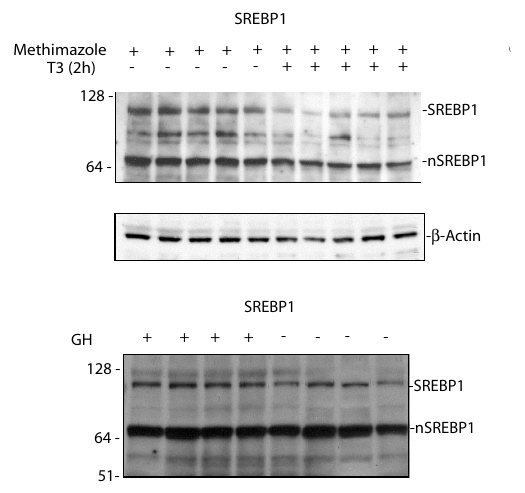 SREBP1
Methimazole + + + + + + + + + +
T3 (2h) - - - - - + + + + +
128 -
-SREBP1
64 -
-nSREBP1
-β-Actin
SREBP1
GH + + + + - - - -
128 -
-SREBP1
-nSREBP1
64 -
51-